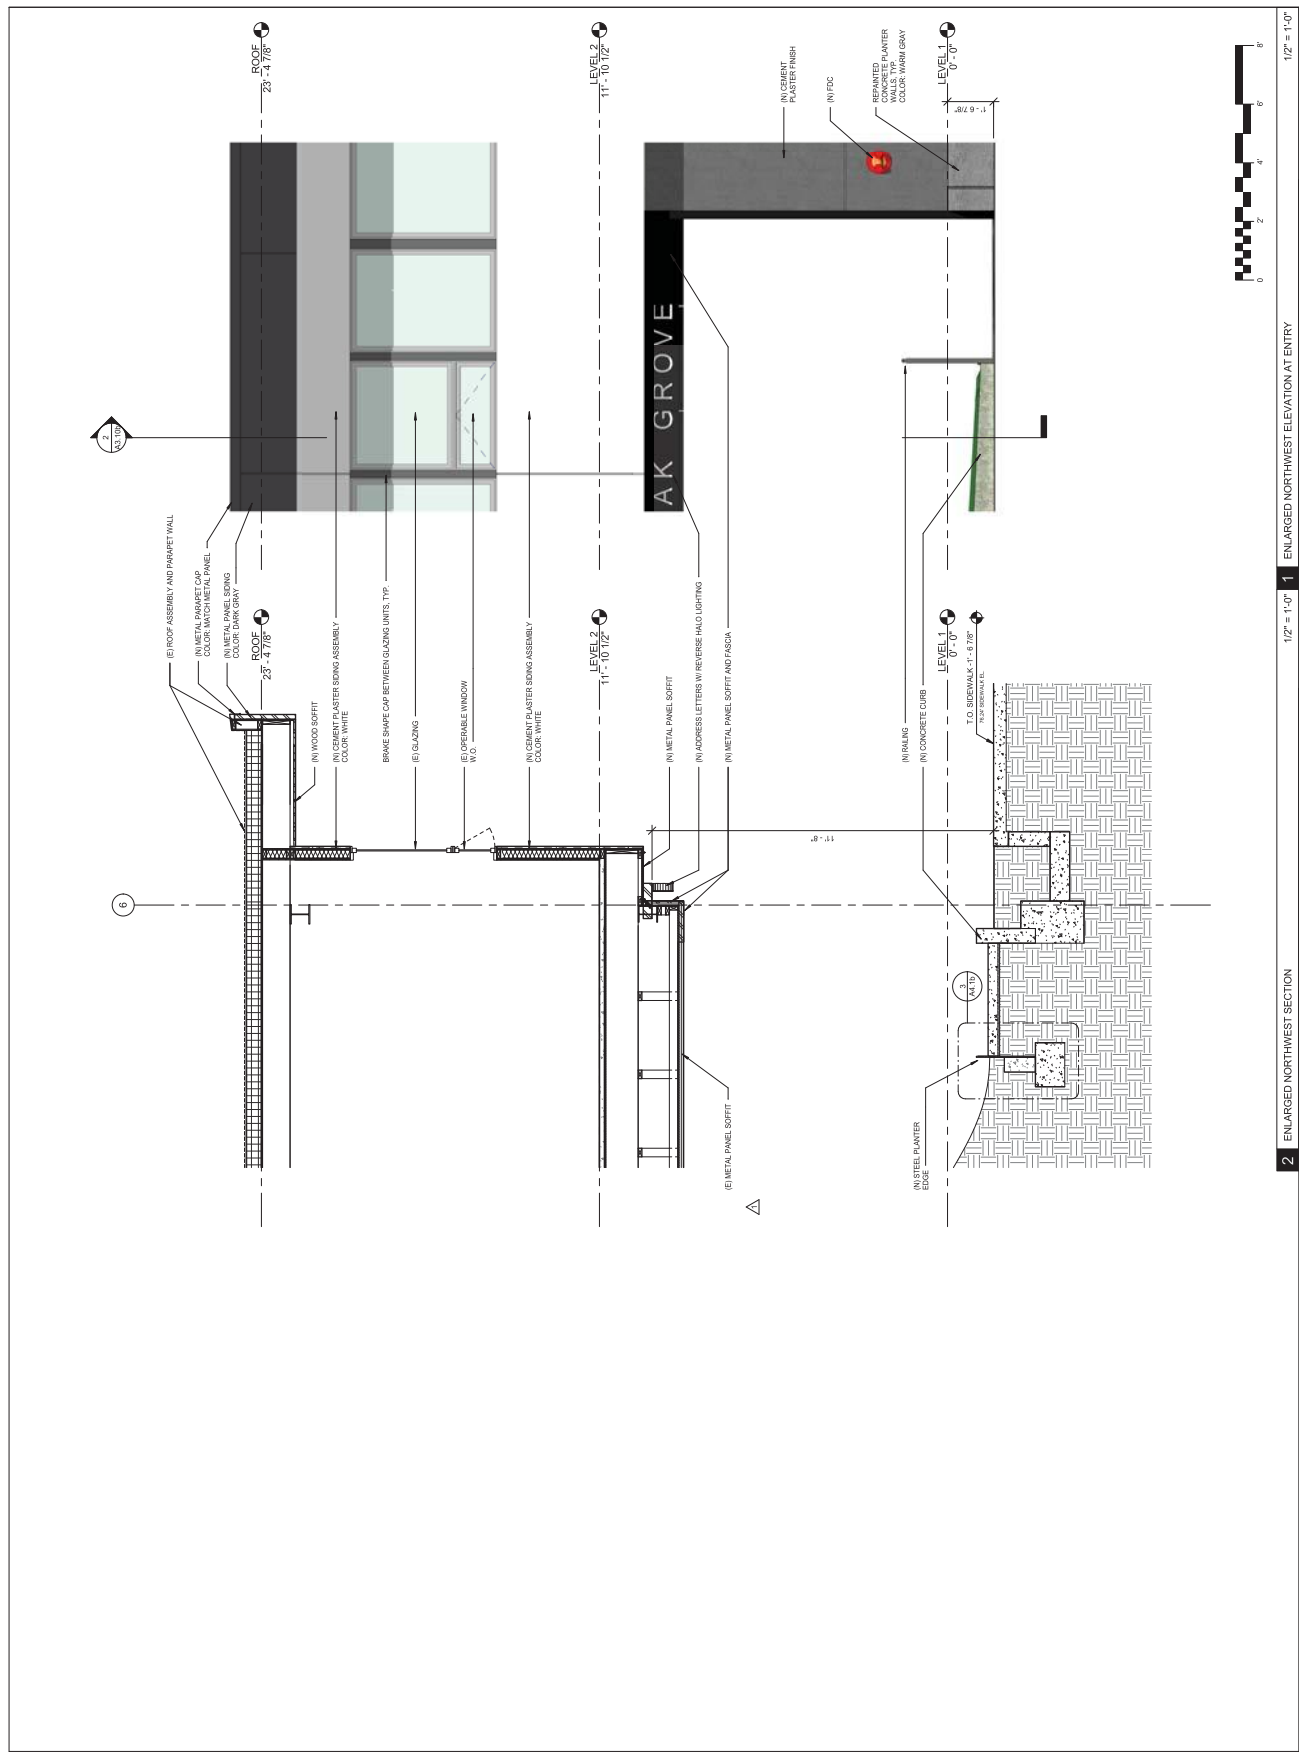 6
(E) ROOF ASSEMBLY AND PARAPET WALL
(N) METAL PARAPET CAP
COLOR: MATCH METAL PANEL
(N) METAL PANEL SIDING
COLOR: DARK GRAY
ROOF
23' - 4 7/8"
(N) WOOD SOFFIT
(N) CEMENT PLASTER SIDING ASSEMBLY
COLOR: WHITE
BRAKE SHAPE CAP BETWEEN GLAZING UNITS, TYP.
(E) GLAZING
(E) OPERABLE WINDOW
W.O.
(N) CEMENT PLASTER SIDING ASSEMBLY
COLOR: WHITE
LEVEL 2
11' - 10 1/2"
(N) METAL PANEL SOFFIT
(N) ADDRESS LETTERS W/ REVERSE HALO LIGHTING
(N) METAL PANEL SOFFIT AND FASCIA
(E) METAL PANEL SOFFIT
1
11' - 8"
(N) RAILING
(N) CONCRETE CURB
(N) STEEL PLANTER
EDGE
3
A4.1b
LEVEL 1
0' - 0"
T.O. SIDEWALK -1' - 6 7/8"
2 ENLARGED NORTHWEST SECTION
1/2" = 1'-0"
2
A3.10b
ROOF
23' - 4 7/8"
LEVEL 2
11' - 10 1/2"
AK GROVE
(N) CEMENT
PLASTER FINISH
(N) FDC
REPAINTED
CONCRETE PLANTER
WALLS, TYP.
COLOR: WARM GRAY
LEVEL 1
0' - 0"
1' - 6 7/8"
0 2' 4' 6' 8'
1 ENLARGED NORTHWEST ELEVATION AT ENTRY
1/2" = 1'-0"